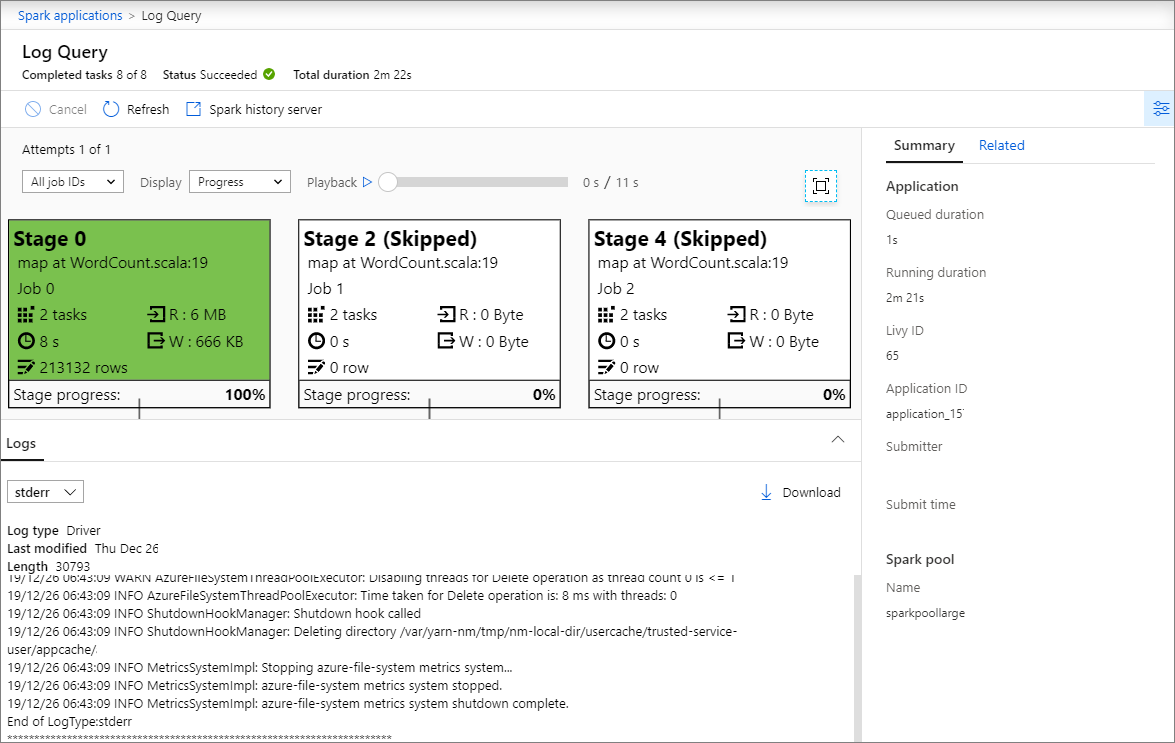 Spark applications > Log Query
Log Query
Completed tasks 8 of 8 Status Succeeded Total duration 2m 22s
Cancel Refresh Spark history server
Attempts 1 of 1
All job IDs Display Progress Playback 0 s / 11 s
Stage 0
map at WordCount.scala:19
Job 0
2 tasks R : 6 MB
8 s W : 666 KB
213132 rows
Stage progress: 100%
Stage 2 (Skipped)
map at WordCount.scala:19
Job 1
2 tasks R : 0 Byte
0 s W : 0 Byte
0 row
Stage progress: 0%
Stage 4 (Skipped)
map at WordCount.scala:19
Job 2
2 tasks R : 0 Byte
0 s W : 0 Byte
0 row
Stage progress: 0%
Logs
stderr Download
Log type Driver
Last modified Thu Dec 26
Length 30793
19/12/26 06:43:09 WARN AzureFileSystemThreadPoolExecutor: Disabling threads for Delete operation as thread count 0 is <= 1
19/12/26 06:43:09 INFO AzureFileSystemThreadPoolExecutor: Time taken for Delete operation is: 8 ms with threads: 0
19/12/26 06:43:09 INFO ShutdownHookManager: Shutdown hook called
19/12/26 06:43:09 INFO ShutdownHookManager: Deleting directory /var/yarn-nm/tmp/nm-local-dir/usercache/trusted-service-
user/appcache/
19/12/26 06:43:09 INFO MetricsSystemImpl: Stopping azure-file-system metrics system...
19/12/26 06:43:09 INFO MetricsSystemImpl: azure-file-system metrics system stopped.
19/12/26 06:43:09 INFO MetricsSystemImpl: azure-file-system metrics system shutdown complete.
End of LogType:stderr
Summary Related
Application
Queued duration
1s
Running duration
2m 21s
Livy ID
65
Application ID
application_15
Submitter
Submit time
Spark pool
Name
sparkpoollarge